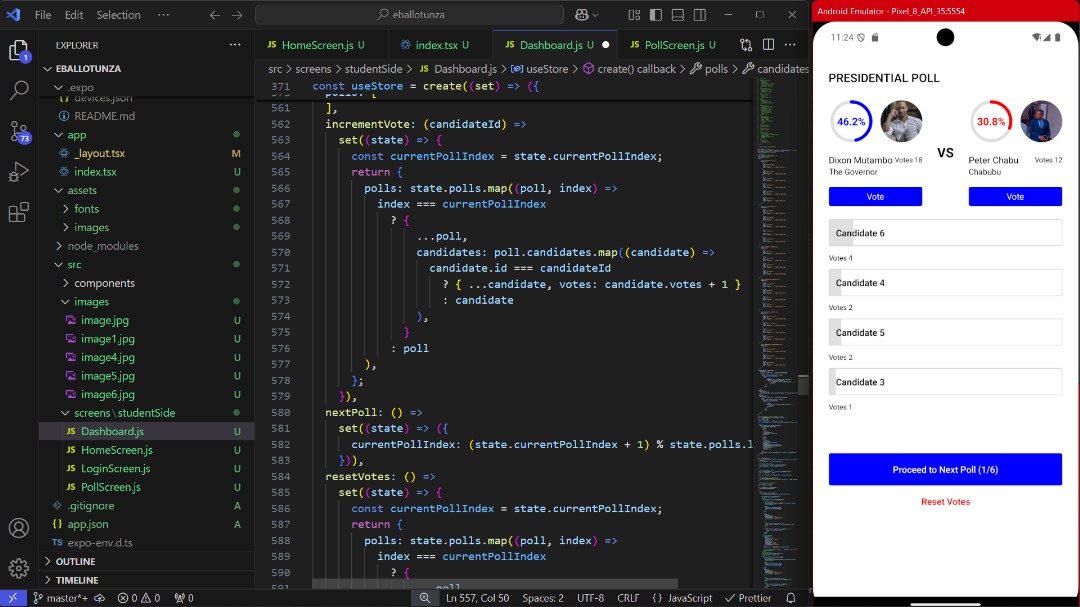 File Edit Selection ··· eballotunza
EXPLORER ···
EBALLOTUNZA
.expo
devices.json
README.md
app
_layout.tsx M
index.tsx U
assets
fonts
images
node_modules
src
components
images
image.jpg U
image1.jpg U
image4.jpg U
image5.jpg U
image6.jpg U
screens\studentSide
JS Dashboard.js U
JS HomeScreen.js U
JS LoginScreen.js U
JS PollScreen.js U
.gitignore A
{} app.json A
TS expo-env.d.ts
OUTLINE
TIMELINE
1
73
JS HomeScreen.js U index.tsx U JS Dashboard.js U JS PollScreen.js U ···
src > screens > studentSide > JS Dashboard.js > useStore > create() callback > polls > candidates
371 const useStore = create((set) => ({
561 ],
562 incrementVote: (candidateId) =>
563 set((state) => {
564 const currentPollIndex = state.currentPollIndex;
565 return {
566 polls: state.polls.map((poll, index) =>
567 index === currentPollIndex
568 ? {
569 ...poll,
570 candidates: poll.candidates.map((candidate) =>
571 candidate.id === candidateId
572 ? { ...candidate, votes: candidate.votes + 1 }
573 : candidate
574 ),
575 }
576 : poll
577 ),
578 };
579 }),
580 nextPoll: () =>
581 set((state) => ({
582 currentPollIndex: (state.currentPollIndex + 1) % state.polls.l
583 })),
584 resetVotes: () =>
585 set((state) => {
586 const currentPollIndex = state.currentPollIndex;
587 return {
588 polls: state.polls.map((poll, index) =>
589 index === currentPollIndex
590 ? {
master*+ 0 0 0 Ln 557, Col 50 Spaces: 2 UTF-8 CRLF {} JavaScript Prettier
Android Emulator - Pixel_8_API_35:5554
11:24
PRESIDENTIAL POLL
46.2%
Dixon Mutambo Votes 18
The Governor
Vote
VS
30.8%
Peter Chabu Votes 12
Chabubu
Vote
Candidate 6
Votes 4
Candidate 4
Votes 2
Candidate 5
Votes 2
Candidate 3
Votes 1
Proceed to Next Poll (1/6)
Reset Votes